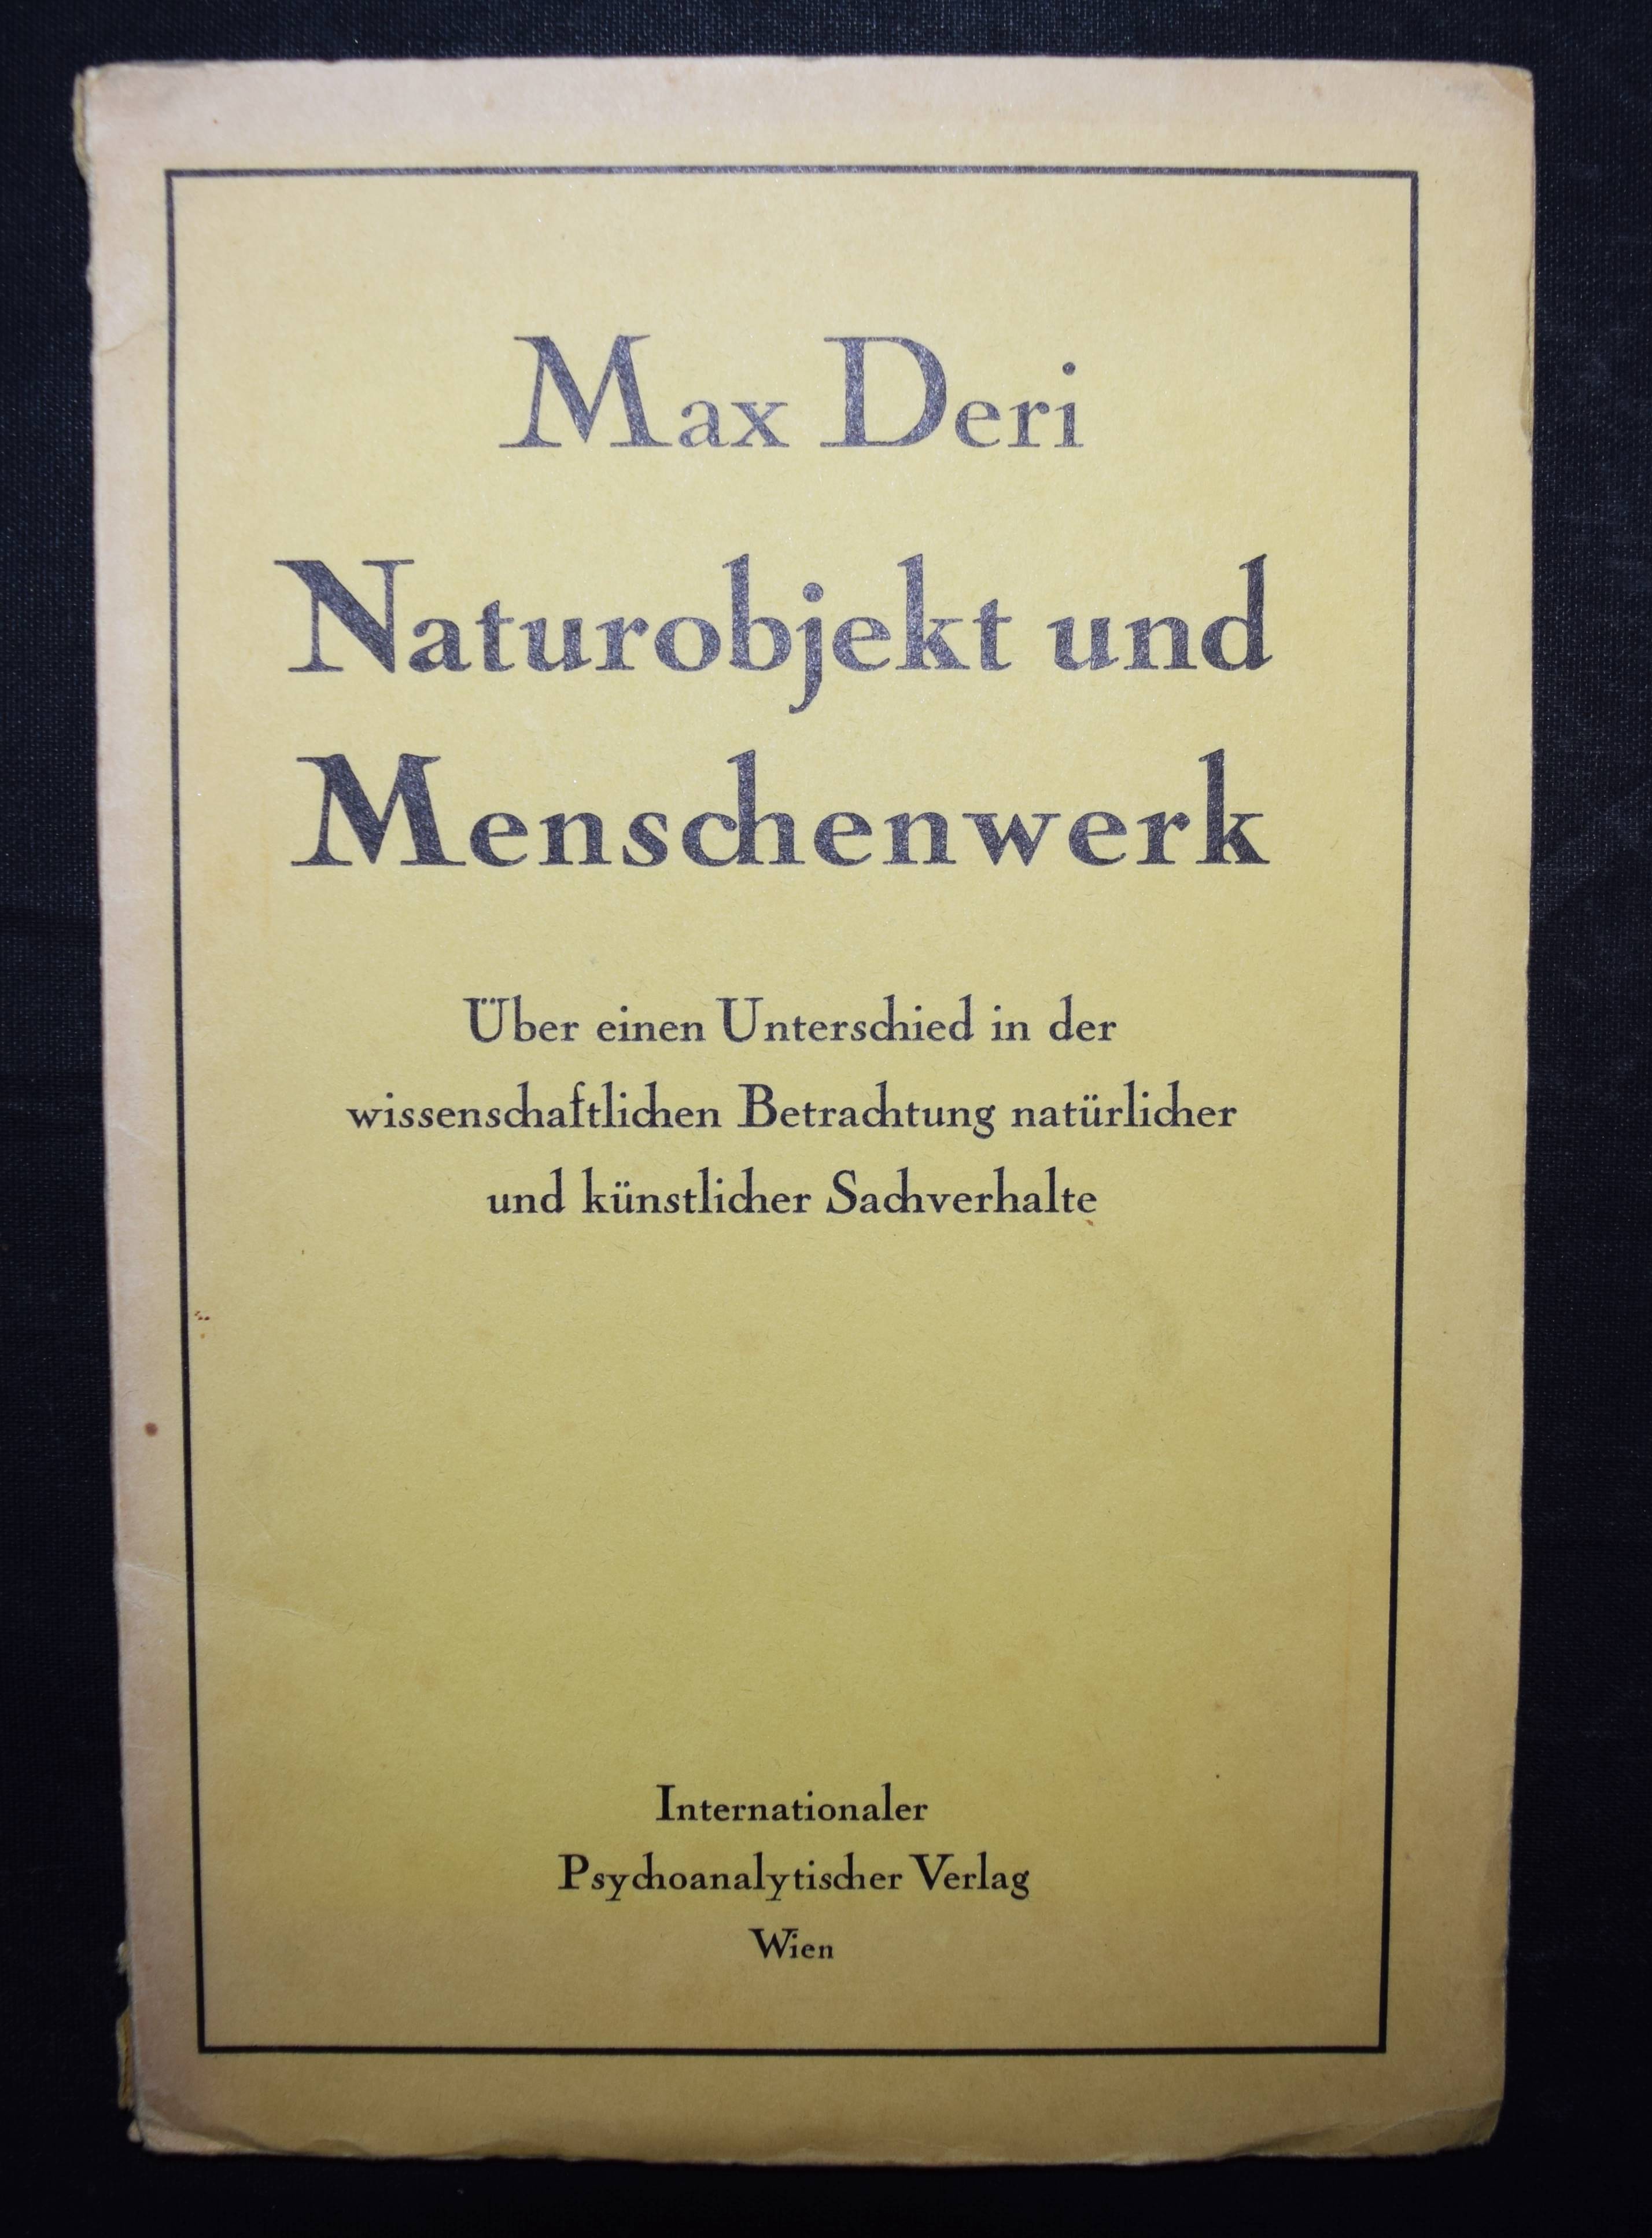 Max Deri
Naturobjekt und
Menschenwerk
Über einen Unterschied in der
wissenschaftlichen Betrachtung natürlicher
und künstlicher Sachverhalte
Internationaler
Psychoanalytischer Verlag
Wien